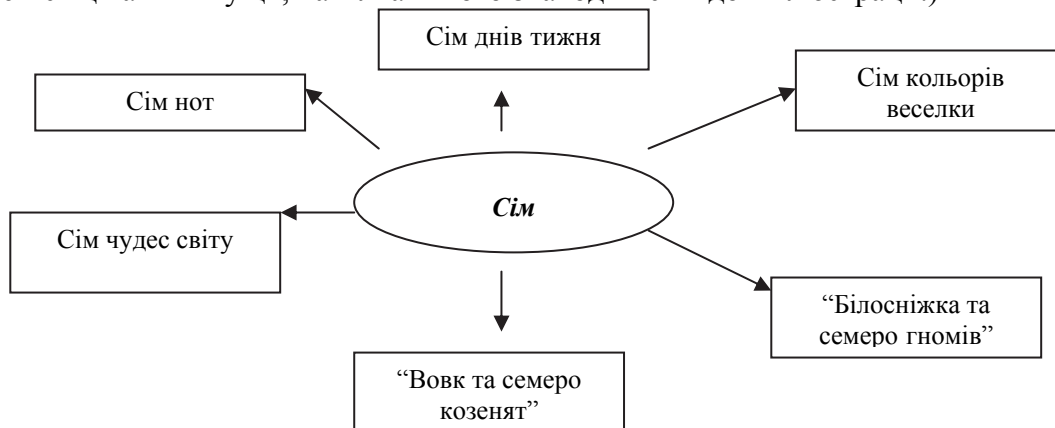 Сім днів тижня
Сім нот
Сім кольорів
веселки
Сім
Сім чудес світу
“Білосніжка та
семеро гномів”
“Вовк та семеро
козенят”